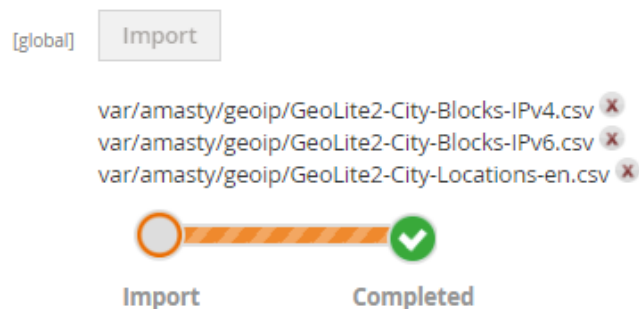 [global] Import
var/amasty/geoip/GeoLite2-City-Blocks-IPv4.csv x
var/amasty/geoip/GeoLite2-City-Blocks-IPv6.csv x
var/amasty/geoip/GeoLite2-City-Locations-en.csv x
Import Completed